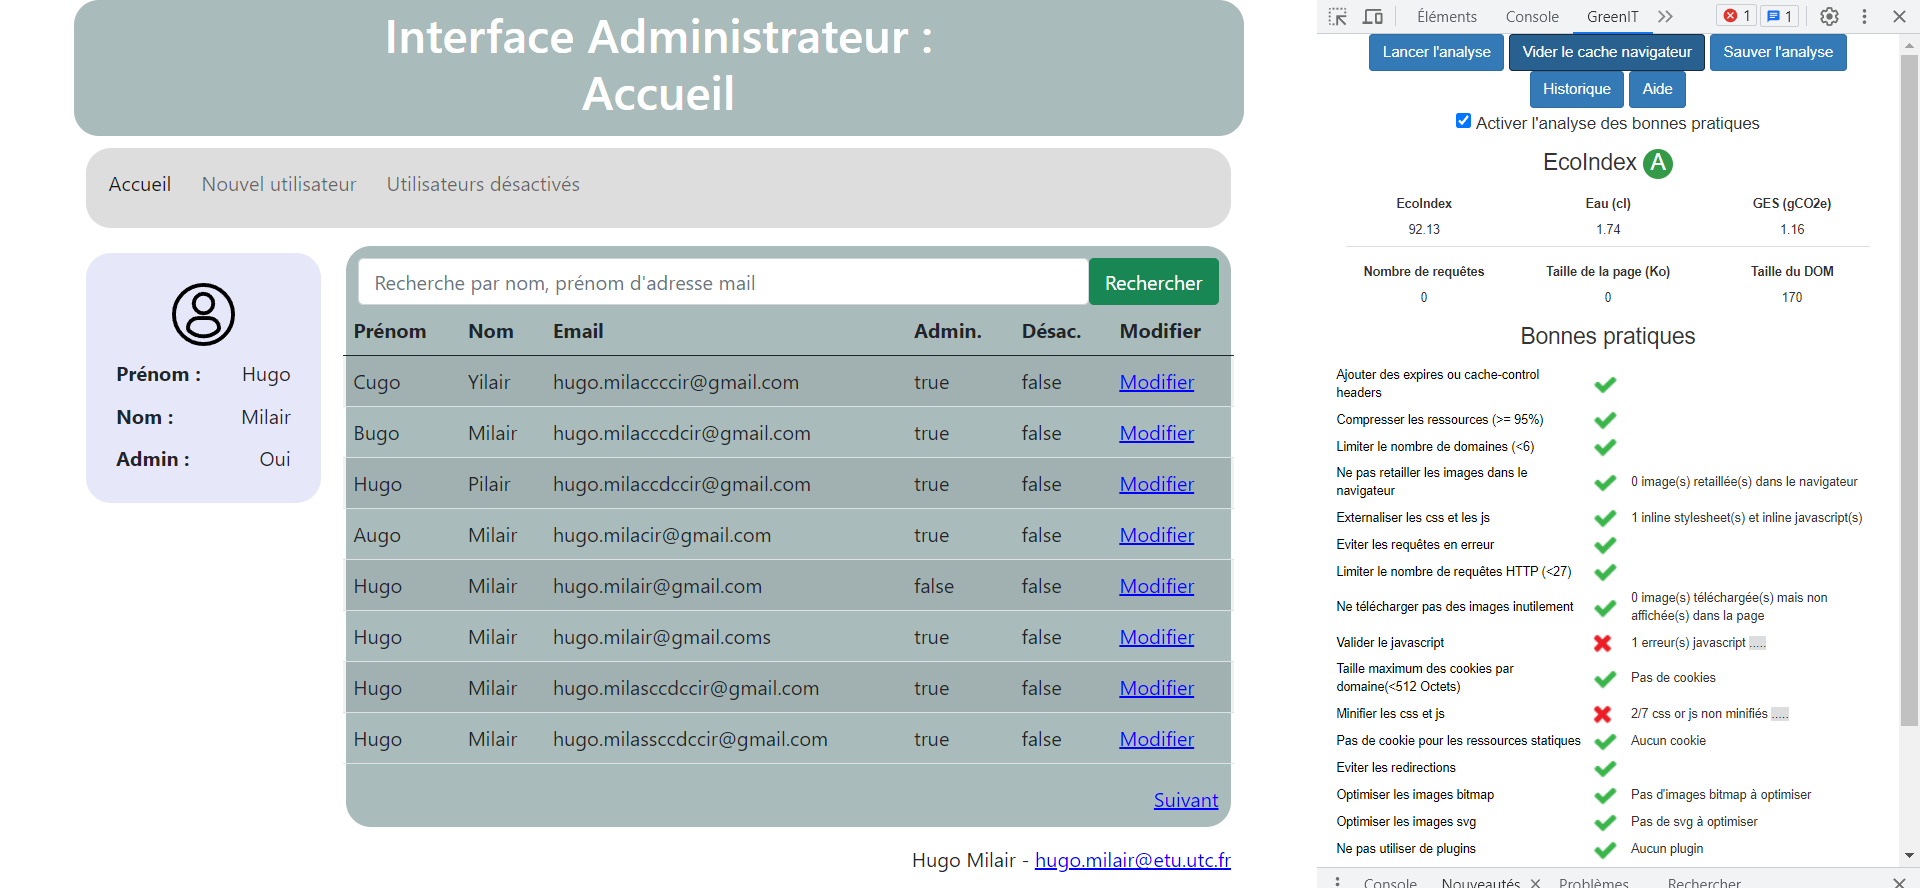 Interface Administrateur :
Accueil
Accueil Nouvel utilisateur Utilisateurs désactivés
Prénom : Hugo
Nom : Milair
Admin : Oui
Recherche par nom, prénom d'adresse mail Rechercher
Prénom Nom Email Admin. Désac. Modifier
Cugo Yilair hugo.milaccccir@gmail.com true false Modifier
Bugo Milair hugo.milacccdcir@gmail.com true false Modifier
Hugo Pilair hugo.milaccdccir@gmail.com true false Modifier
Augo Milair hugo.milacir@gmail.com true false Modifier
Hugo Milair hugo.milair@gmail.com false false Modifier
Hugo Milair hugo.milair@gmail.coms true false Modifier
Hugo Milair hugo.milasccdccir@gmail.com true false Modifier
Hugo Milair hugo.milassccdccir@gmail.com true false Modifier
Suivant
Hugo Milair - hugo.milair@etu.utc.fr
Éléments Console GreenIT 1 1
Lancer l'analyse Vider le cache navigateur Sauver l'analyse
Historique Aide
Activer l'analyse des bonnes pratiques
EcoIndex A
EcoIndex Eau (cl) GES (gCO2e)
92.13 1.74 1.16
Nombre de requêtes Taille de la page (Ko) Taille du DOM
0 0 170
Bonnes pratiques
Ajouter des expires ou cache-control
headers
Compresser les ressources (>= 95%)
Limiter le nombre de domaines (<6)
Ne pas retailler les images dans le
navigateur
0 image(s) retaillée(s) dans le navigateur
Externaliser les css et les js 1 inline stylesheet(s) et inline javascript(s)
Eviter les requêtes en erreur
Limiter le nombre de requêtes HTTP (<27)
Ne télécharger pas des images inutilement
0 image(s) téléchargée(s) mais non
affichée(s) dans la page
Valider le javascript 1 erreur(s) javascript .....
Taille maximum des cookies par
domaine(<512 Octets)
Pas de cookies
Minifier les css et js 2/7 css or js non minifiés .....
Pas de cookie pour les ressources statiques Aucun cookie
Eviter les redirections
Optimiser les images bitmap Pas d'images bitmap à optimiser
Optimiser les images svg Pas de svg à optimiser
Ne pas utiliser de plugins Aucun plugin
Console Nouveautés Problèmes Rechercher